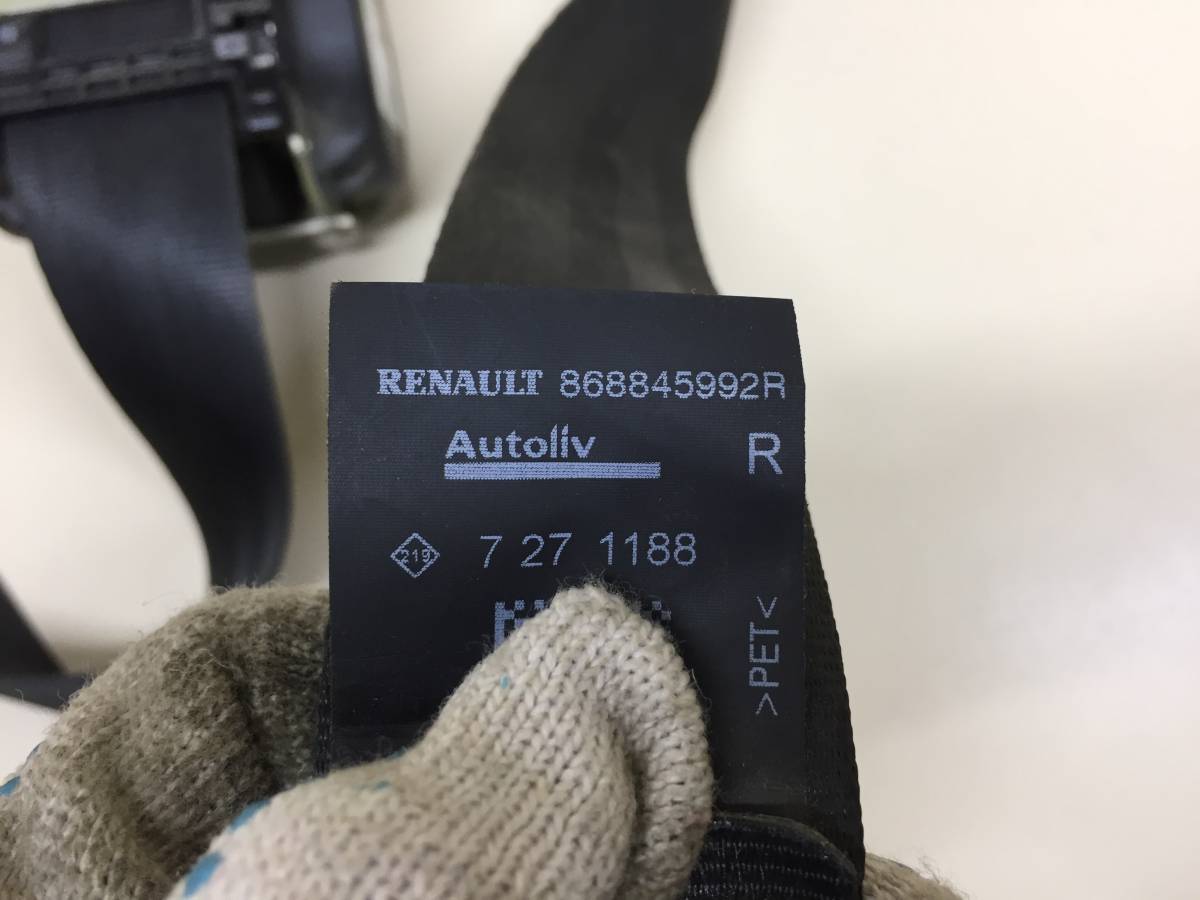 RENAULT 868845992R
Autoliv R
219 7 27 1188
>PET<